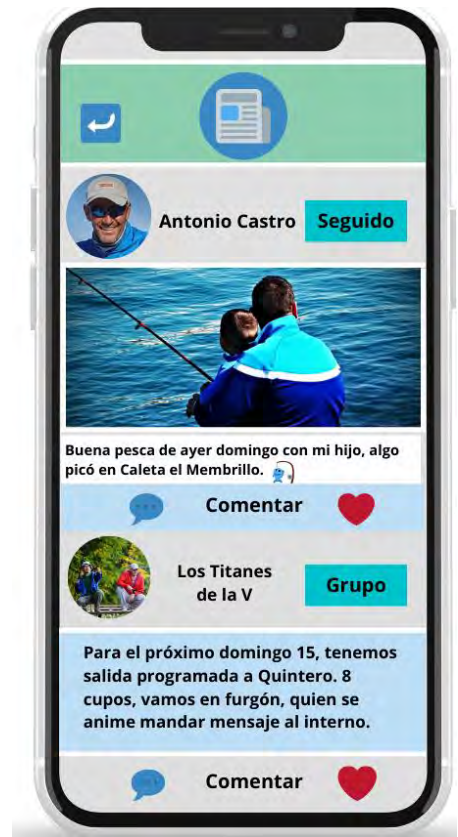 Antonio Castro
Seguido
Buena pesca de ayer domingo con mi hijo, algo
picó en Caleta el Membrillo.
Comentar
Los Titanes
de la V
Grupo
Para el próximo domingo 15, tenemos
salida programada a Quintero. 8
cupos, vamos en furgón, quien se
anime mandar mensaje al interno.
Comentar